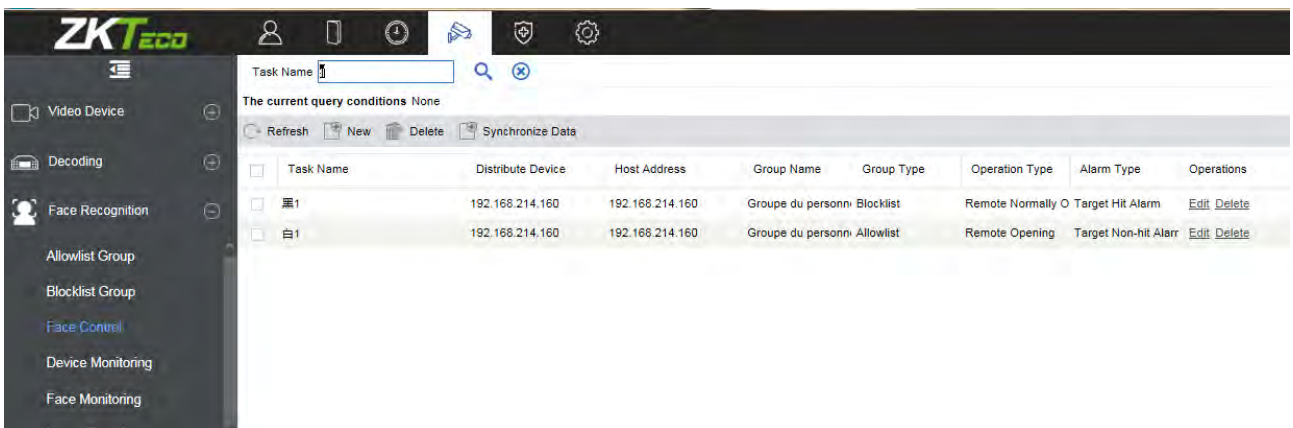 ZKTECO
Task Name
The current query conditions None
Refresh New Delete Synchronize Data
Video Device
Decoding
Face Recognition
Allowlist Group
Blocklist Group
Face Control
Device Monitoring
Face Monitoring
Task Name Distribute Device Host Address Group Name Group Type Operation Type Alarm Type Operations
黑1 192.168.214.160 192.168.214.160 Groupe du personn Blocklist Remote Normally O Target Hit Alarm Edit Delete
白1 192.168.214.160 192.168.214.160 Groupe du personn Allowlist Remote Opening Target Non-hit Alarr Edit Delete